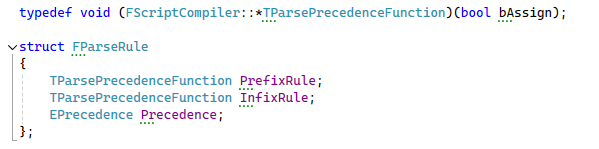 typedef void (FScriptCompiler::*TParsePrecedenceFunction)(bool bAssign);
struct FParseRule
{
TParsePrecedenceFunction PrefixRule;
TParsePrecedenceFunction InfixRule;
EPrecedence Precedence;
};